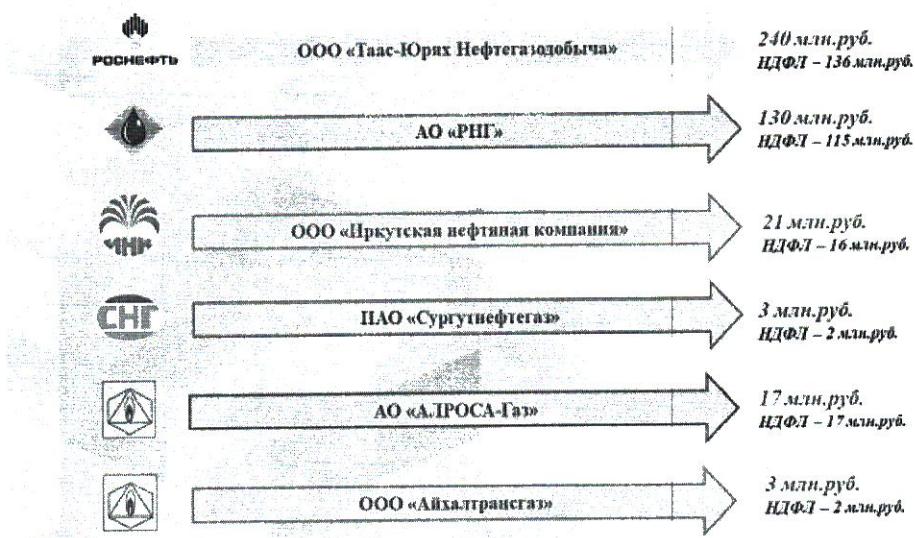 РОСНЕФТЬ
ООО «Таас-Юрях Нефтегазодобыча»
240 млн.руб.
НДФЛ – 136 млн.руб.
АО «РНГ»
130 млн.руб.
НДФЛ – 115 млн.руб.
ИНК
ООО «Иркутская нефтяная компания»
21 млн.руб.
НДФЛ – 16 млн.руб.
СНГ
ПАО «Сургутнефтегаз»
3 млн.руб.
НДФЛ – 2 млн.руб.
АО «АЛРОСА-Газ»
17 млн.руб.
НДФЛ – 17 млн.руб.
ООО «Айхалтрансгаз»
3 млн.руб.
НДФЛ – 2 млн.руб.